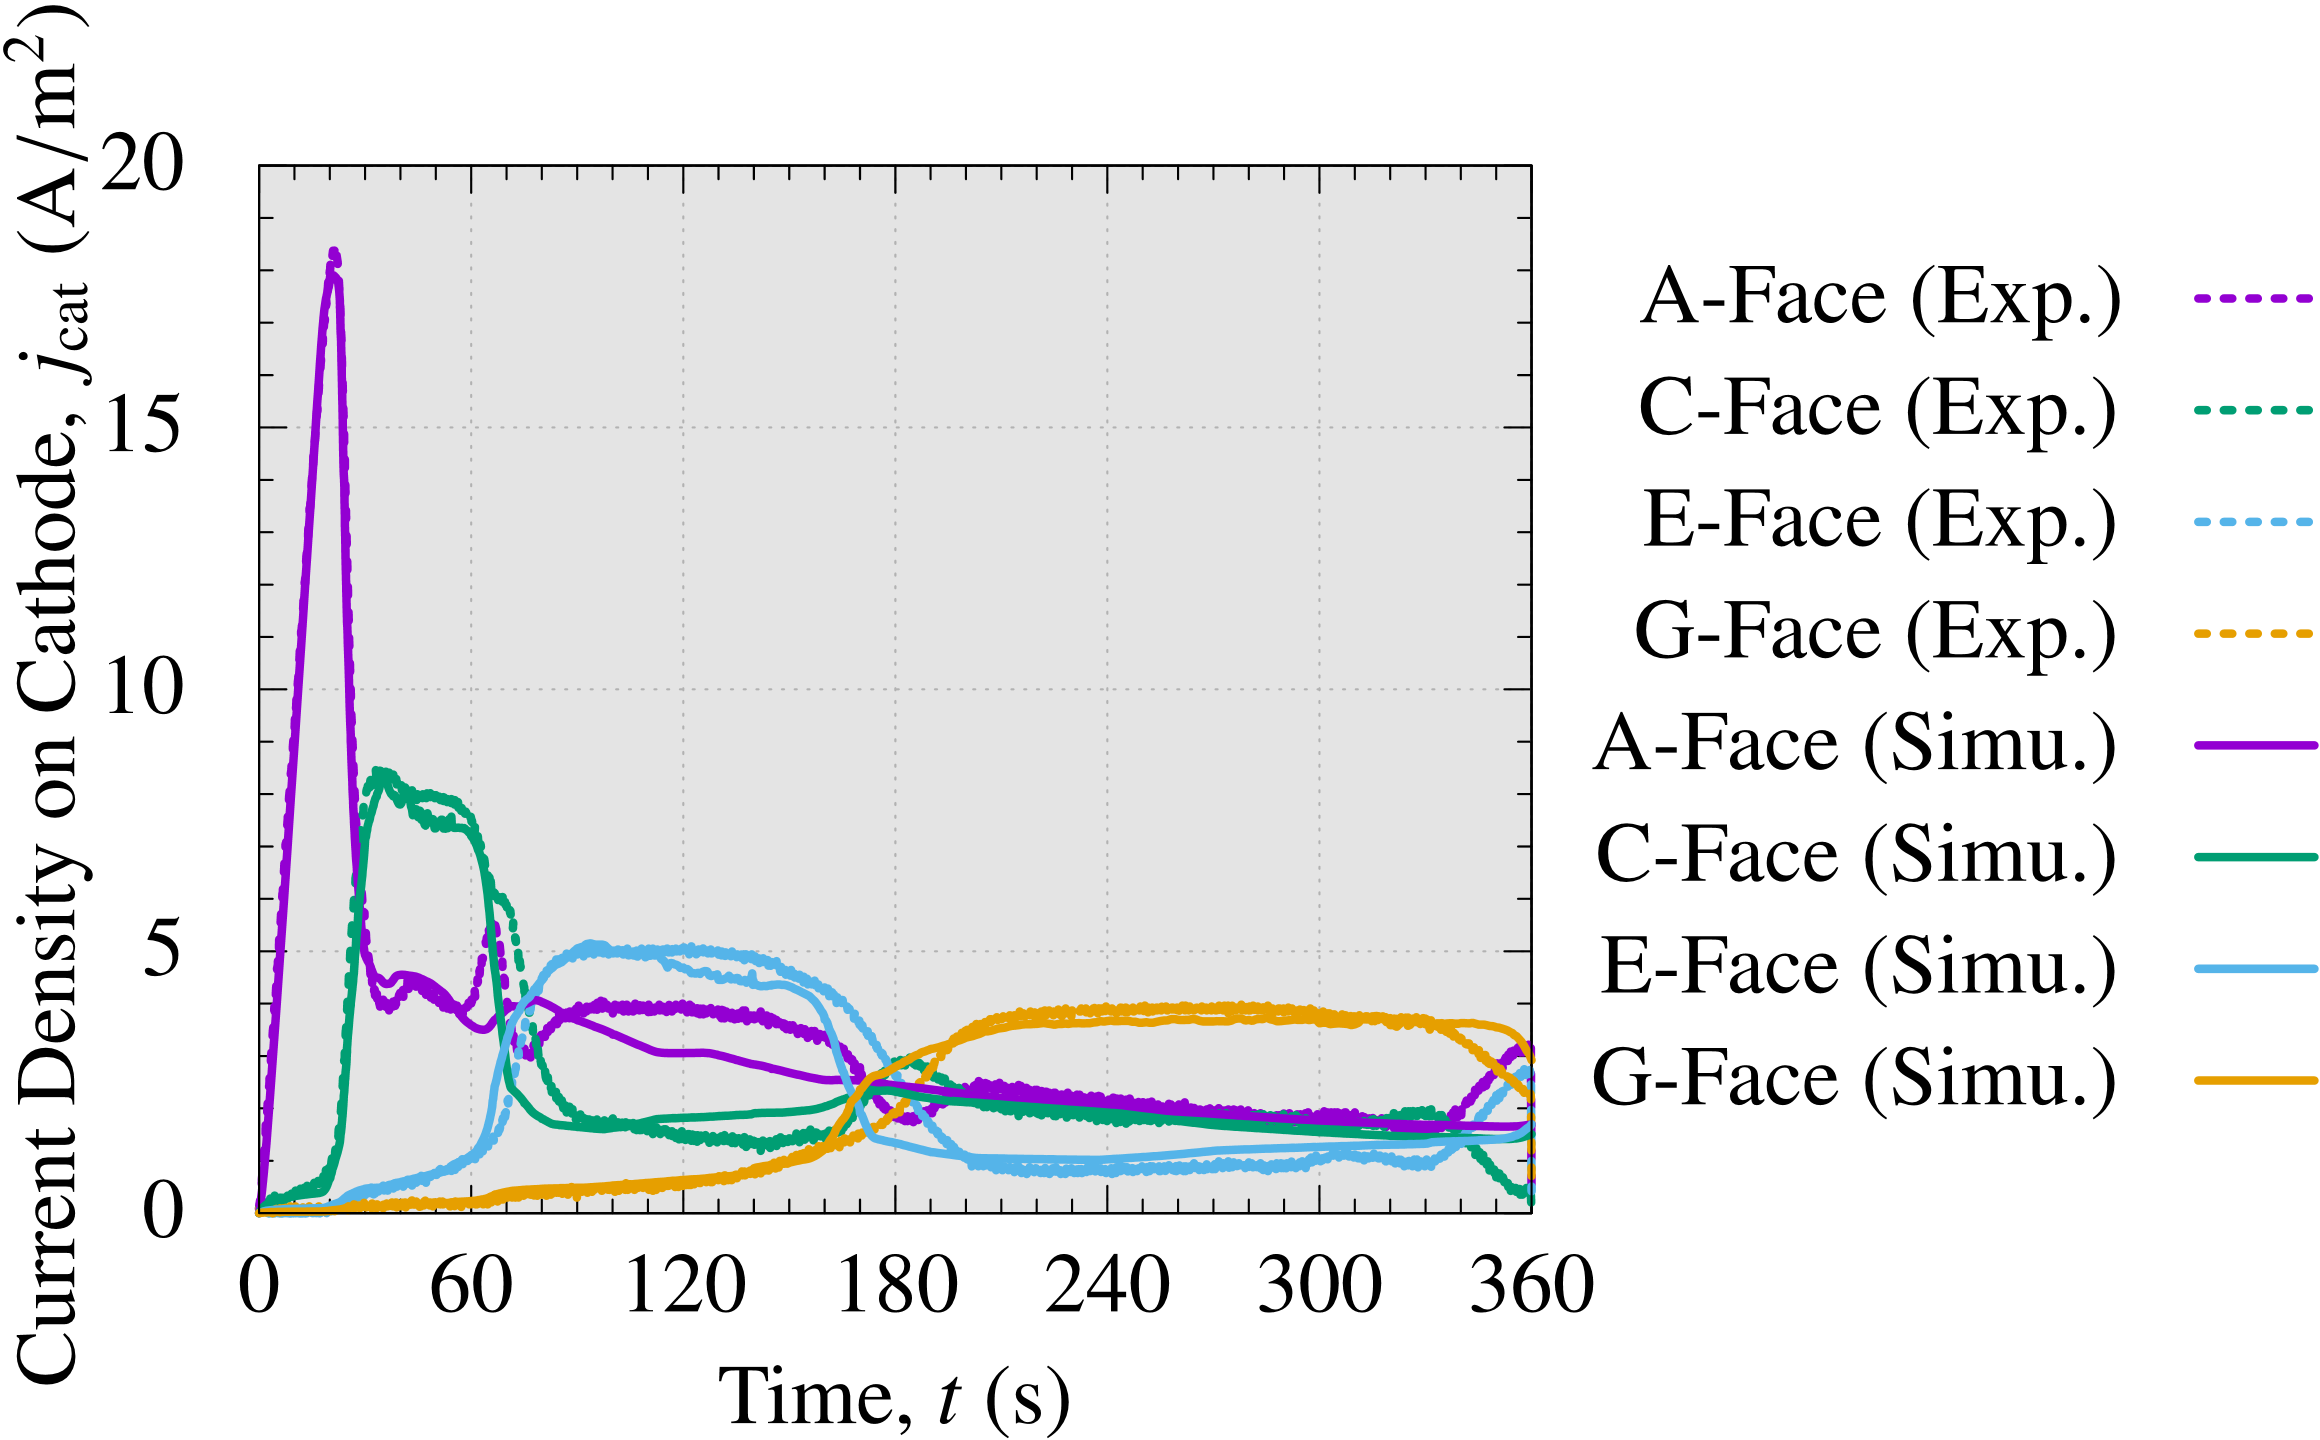 Current Density on Cathode, jcat (A/m2)
20
15
10
5
0
0 60 120 180 240 300 360
Time, t (s)
A-Face (Exp.)
C-Face (Exp.)
E-Face (Exp.)
G-Face (Exp.)
A-Face (Simu.)
C-Face (Simu.)
E-Face (Simu.)
G-Face (Simu.)